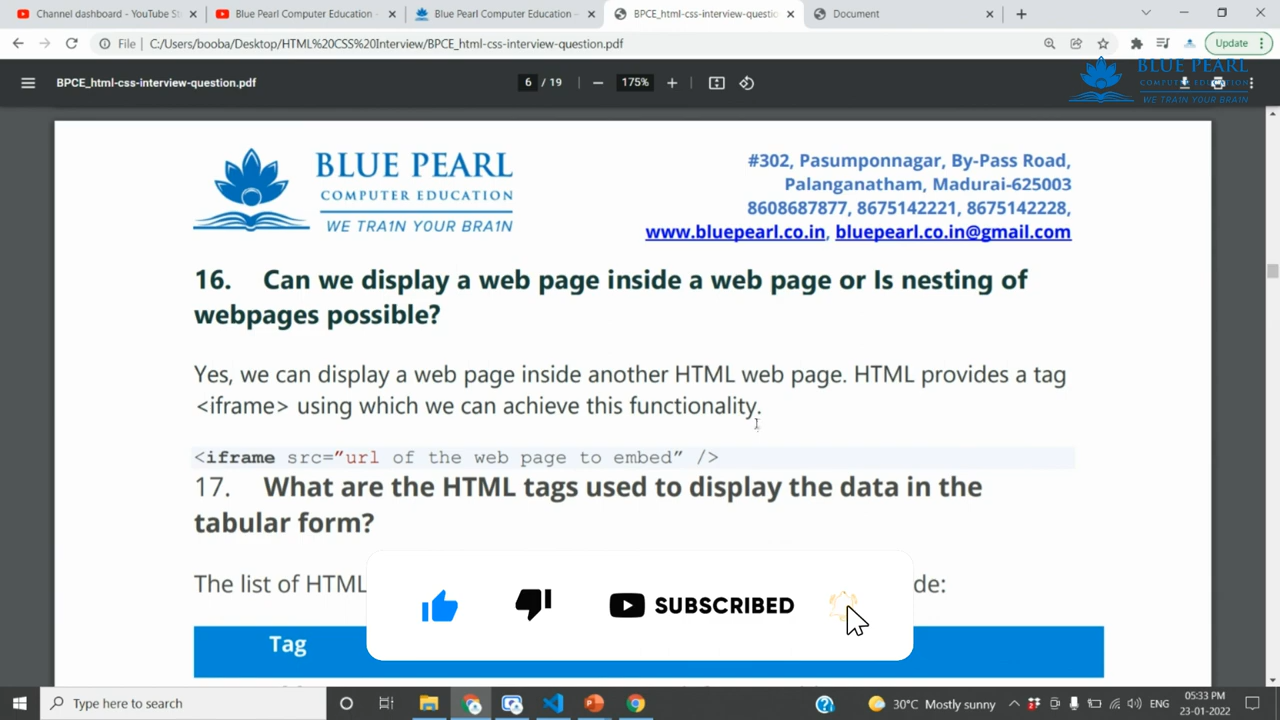 Channel dashboard - YouTube St
Blue Pearl Computer Education -
Blue Pearl Computer Education –
BPCE_html-css-interview-questio
Document
File
C:/Users/booba/Desktop/HTML%20CSS%20Interview/BPCE_html-css-interview-question.pdf
Update
BPCE_html-css-interview-question.pdf
6 / 19
175%
BLUE PEARL
COMPUTER EDUCATION
WE TRAIN YOUR BRAIN
BLUE PEARL
COMPUTER EDUCATION
WE TRA1N YOUR BRA1N
#302, Pasumponnagar, By-Pass Road,
Palanganatham, Madurai-625003
8608687877, 8675142221, 8675142228,
www.bluepearl.co.in, bluepearl.co.in@gmail.com
16. Can we display a web page inside a web page or Is nesting of
webpages possible?
Yes, we can display a web page inside another HTML web page. HTML provides a tag
<iframe> using which we can achieve this functionality.
<iframe src=”url of the web page to embed” />
17. What are the HTML tags used to display the data in the
tabular form?
The list of HTML
de:
SUBSCRIBED
Tag
Type here to search
30°C Mostly sunny
ENG
05:33 PM
23-01-2022